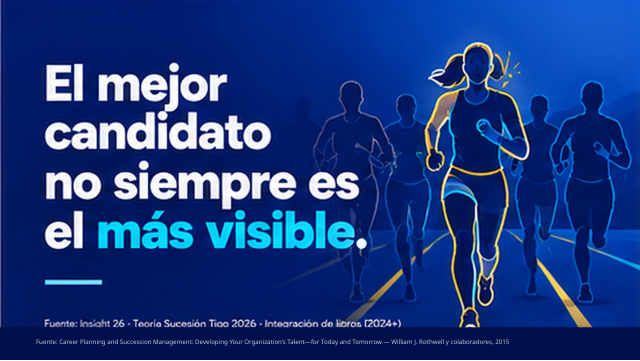 El mejor
candidato
no siempre es
el más visible.
Fuente: Insight 26 · Teoría Sucesión Tigo 2026 · Integración de libros (2024+)
Fuente: Career Planning and Succession Management: Developing Your Organization's Talent—for Today and Tomorrow — William J. Rothwell y colaboradores, 2015